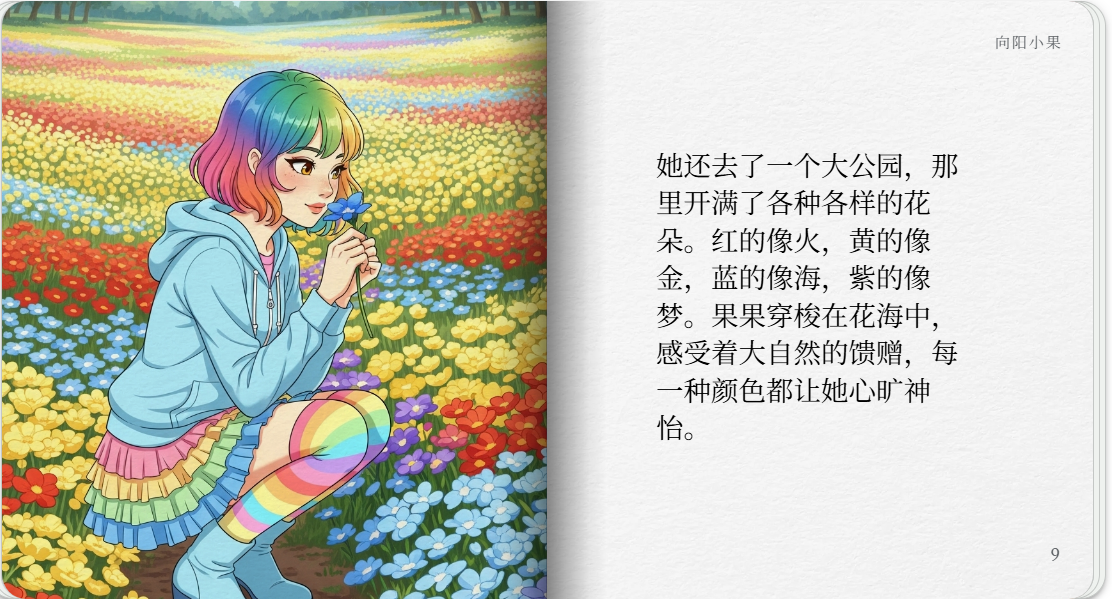 向阳小果
她还去了一个大公园，那
里开满了各种各样的花
朵。红的像火，黄的像
金，蓝的像海，紫的像
梦。果果穿梭在花海中，
感受着大自然的馈赠，每
一种颜色都让她心旷神
怡。
9